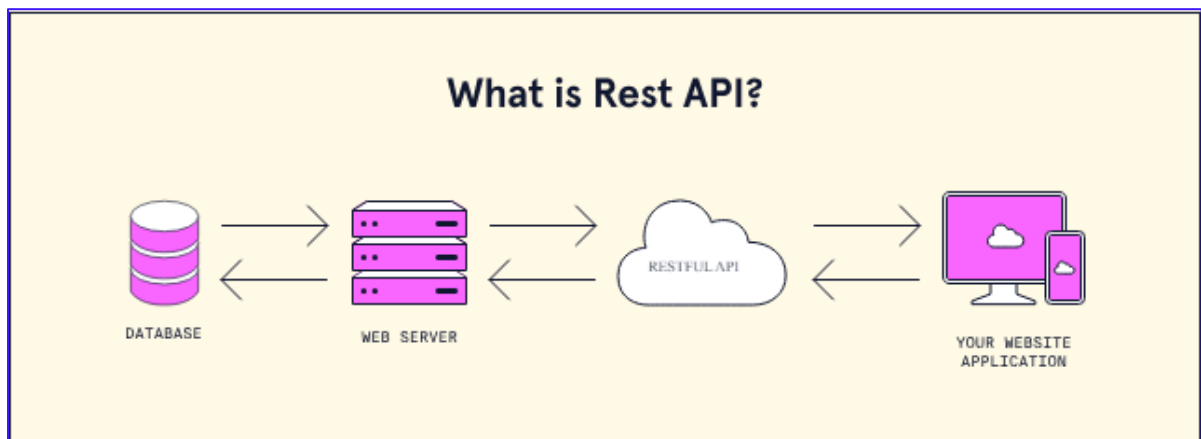 What is Rest API?
RESTFUL API
DATABASE
WEB SERVER
YOUR WEBSITE
APPLICATION